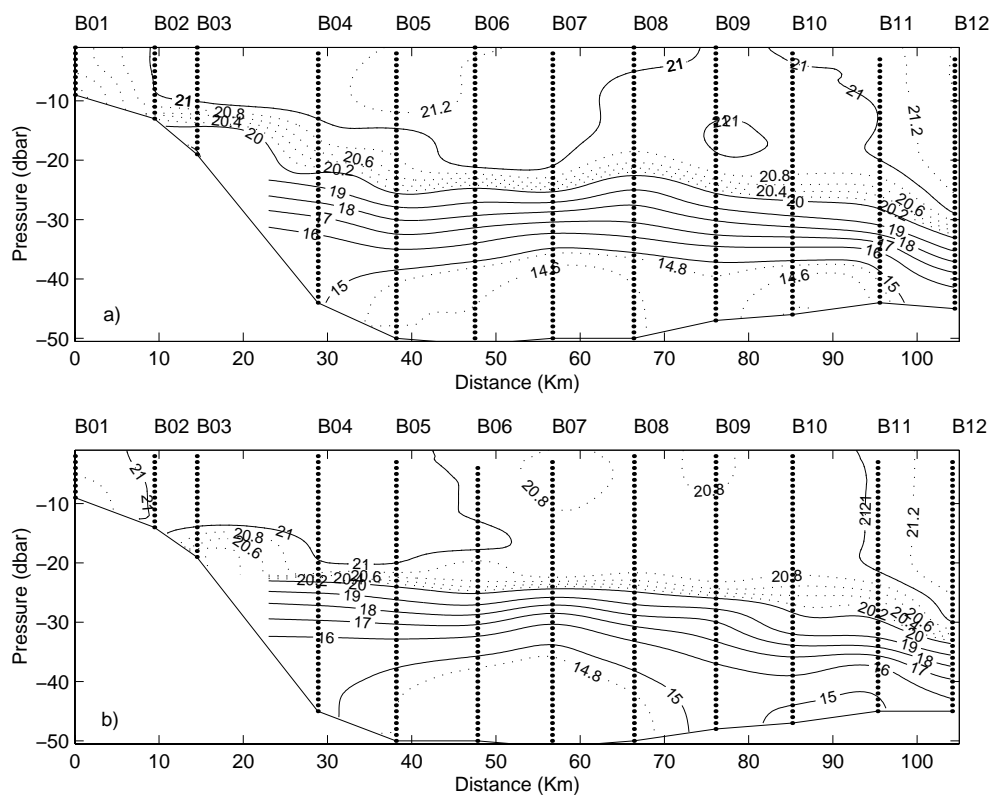 B01 B02 B03 B04 B05 B06 B07 B08 B09 B10 B11 B12
21 21 21 21.2 21.2
–10
21 20.8 20.4 20 21
–20
20.6 20.2 20.8 20.4 20 20.6 20.2
19 18 17 16 19 18 17 16
–30
–40
15 14.6 14.8 14.6 15
a)
–50
0 10 20 30 40 50 60 70 80 90 100
Pressure (dbar)
Distance (Km)
B01 B02 B03 B04 B05 B06 B07 B08 B09 B10 B11 B12
21 21 20.8 20.8 2121 21.2
–10
20.8 20.6 21
–20
21 20.2 20.4 20.6 20 20.8
19 18 17 16 20.2 20.4 20.6 20 19 18 17 16
–30
–40
14.8 15 15
b)
–50
0 10 20 30 40 50 60 70 80 90 100
Pressure (dbar)
Distance (Km)